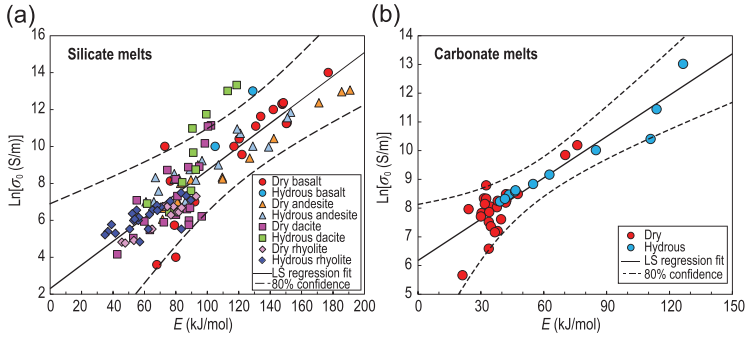 (a)
Silicate melts
Ln[σ0 (S/m)]
16
14
12
10
8
6
4
2
0 20 40 60 80 100 120 140 160 180 200
E (kJ/mol)
Dry basalt
Hydrous basalt
Dry andesite
Hydrous andesite
Dry dacite
Hydrous dacite
Dry rhyolite
Hydrous rhyolite
LS regression fit
80% confidence
(b)
Carbonate melts
Ln[σ0 (S/m)]
14
13
12
11
10
9
8
7
6
5
0 30 60 90 120 150
E (kJ/mol)
Dry
Hydrous
LS regression fit
80% confidence